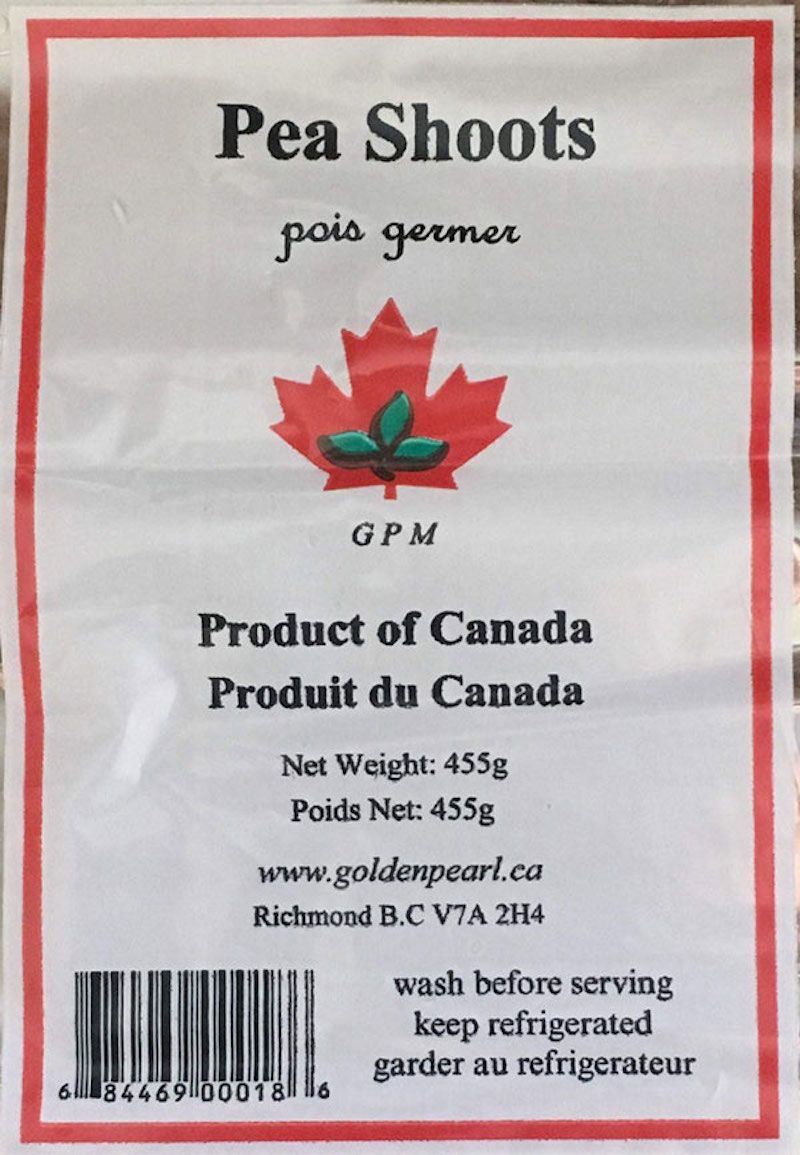 Pea Shoots
pois germer
GPM
Product of Canada
Produit du Canada
Net Weight: 455g
Poids Net: 455g
www.goldenpearl.ca
Richmond B.C V7A 2H4
wash before serving
keep refrigerated
garder au refrigerateur
6 84469 00018 6